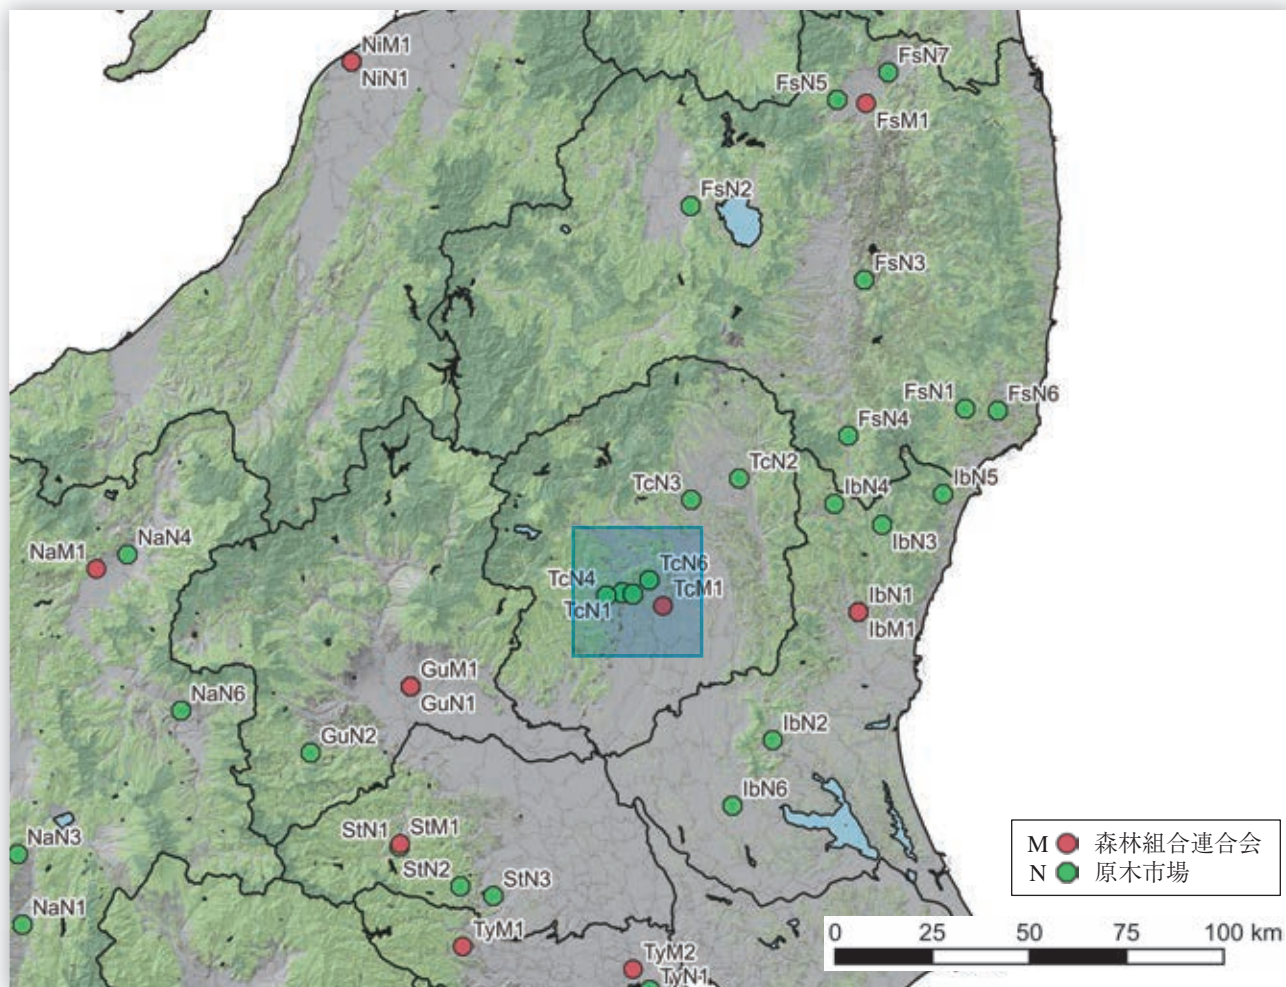 NiM1
NiN1
FsN7
FsN5
FsM1
FsN2
FsN3
FsN1
FsN6
FsN4
TcN2
TcN3
IbN4
IbN5
IbN3
NaM1
NaN4
TcN6
TcN4
TcM1
TcN1
IbN1
IbM1
GuM1
GuN1
NaN6
GuN2
IbN2
IbN6
StN1
StM1
StN2
StN3
NaN3
NaN1
TyM1
TyM2
TyN1
M 森林組合連合会
N 原木市場
0 25 50 75 100 km